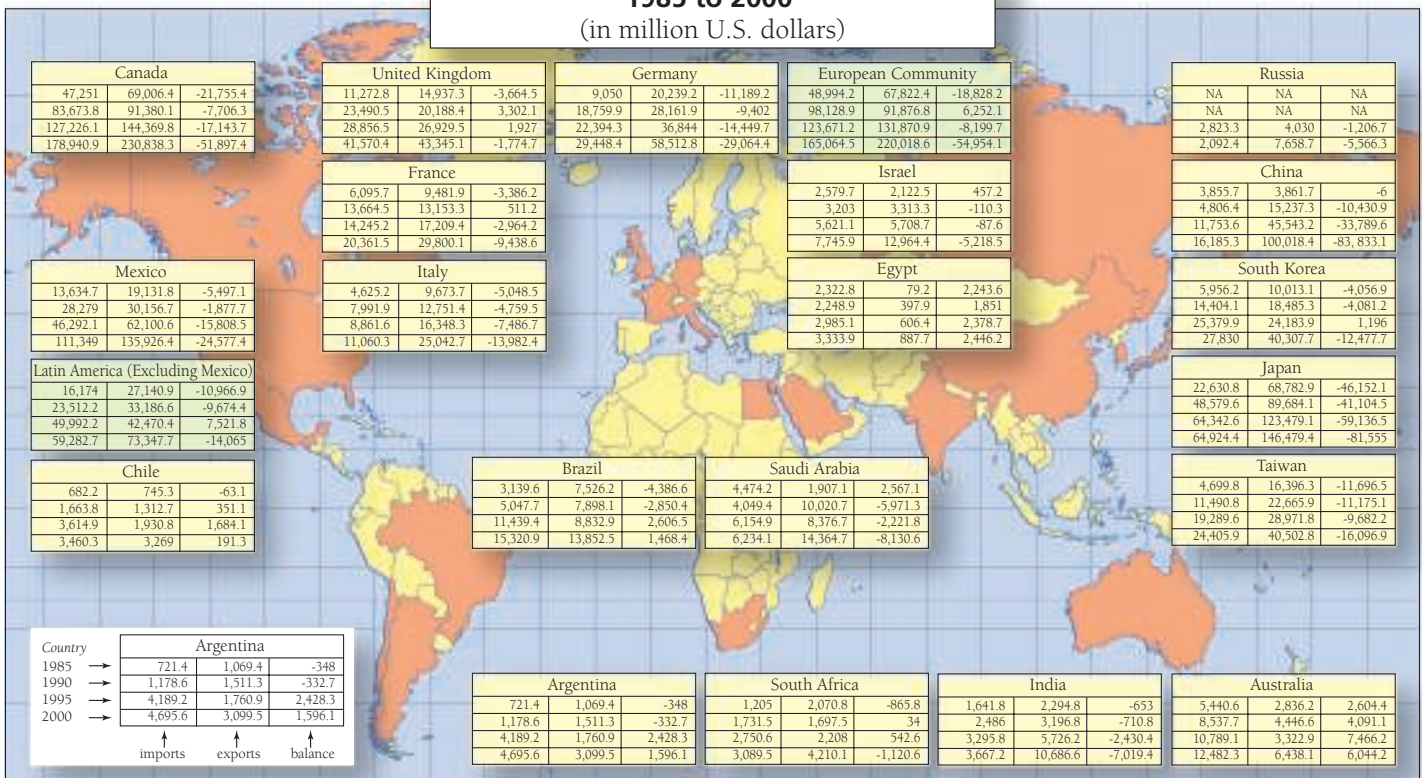 1985 to 2000
(in million U.S. dollars)
Canada
47,251 69,006.4 -21,755.4
83,673.8 91,380.1 -7,706.3
127,226.1 144,369.8 -17,143.7
178,940.9 230,838.3 -51,897.4
United Kingdom
11,272.8 14,937.3 -3,664.5
23,490.5 20,188.4 3,302.1
28,856.5 26,929.5 1,927
41,570.4 43,345.1 -1,774.7
Germany
9,050 20,239.2 -11,189.2
18,759.9 28,161.9 -9,402
22,394.3 36,844 -14,449.7
29,448.4 58,512.8 -29,064.4
European Community
48,994.2 67,822.4 -18,828.2
98,128.9 91,876.8 6,252.1
123,671.2 131,870.9 -8,199.7
165,064.5 220,018.6 -54,954.1
Russia
NA NA NA
NA NA NA
2,823.3 4,030 -1,206.7
2,092.4 7,658.7 -5,566.3
France
6,095.7 9,481.9 -3,386.2
13,664.5 13,153.3 511.2
14,245.2 17,209.4 -2,964.2
20,361.5 29,800.1 -9,438.6
Israel
2,579.7 2,122.5 457.2
3,203 3,313.3 -110.3
5,621.1 5,708.7 -87.6
7,745.9 12,964.4 -5,218.5
China
3,855.7 3,861.7 -6
4,806.4 15,237.3 -10,430.9
11,753.6 45,543.2 -33,789.6
16,185.3 100,018.4 -83, 833.1
Mexico
13,634.7 19,131.8 -5,497.1
28,279 30,156.7 -1,877.7
46,292.1 62,100.6 -15,808.5
111,349 135,926.4 -24,577.4
Italy
4,625.2 9,673.7 -5,048.5
7,991.9 12,751.4 -4,759.5
8,861.6 16,348.3 -7,486.7
11,060.3 25,042.7 -13,982.4
Egypt
2,322.8 79.2 2,243.6
2,248.9 397.9 1,851
2,985.1 606.4 2,378.7
3,333.9 887.7 2,446.2
South Korea
5,956.2 10,013.1 -4,056.9
14,404.1 18,485.3 -4,081.2
25,379.9 24,183.9 1,196
27,830 40,307.7 -12,477.7
Latin America (Excluding Mexico)
16,174 27,140.9 -10,966.9
23,512.2 33,186.6 -9,674.4
49,992.2 42,470.4 7,521.8
59,282.7 73,347.7 -14,065
Japan
22,630.8 68,782.9 -46,152.1
48,579.6 89,684.1 -41,104.5
64,342.6 123,479.1 -59,136.5
64,924.4 146,479.4 -81,555
Chile
682.2 745.3 -63.1
1,663.8 1,312.7 351.1
3,614.9 1,930.8 1,684.1
3,460.3 3,269 191.3
Brazil
3,139.6 7,526.2 -4,386.6
5,047.7 7,898.1 -2,850.4
11,439.4 8,832.9 2,606.5
15,320.9 13,852.5 1,468.4
Saudi Arabia
4,474.2 1,907.1 2,567.1
4,049.4 10,020.7 -5,971.3
6,154.9 8,376.7 -2,221.8
6,234.1 14,364.7 -8,130.6
Taiwan
4,699.8 16,396.3 -11,696.5
11,490.8 22,665.9 -11,175.1
19,289.6 28,971.8 -9,682.2
24,405.9 40,502.8 -16,096.9
Country Argentina
1985 → 721.4 1,069.4 -348
1990 → 1,178.6 1,511.3 -332.7
1995 → 4,189.2 1,760.9 2,428.3
2000 → 4,695.6 3,099.5 1,596.1
imports exports balance
Argentina
721.4 1,069.4 -348
1,178.6 1,511.3 -332.7
4,189.2 1,760.9 2,428.3
4,695.6 3,099.5 1,596.1
South Africa
1,205 2,070.8 -865.8
1,731.5 1,697.5 34
2,750.6 2,208 542.6
3,089.5 4,210.1 -1,120.6
India
1,641.8 2,294.8 -653
2,486 3,196.8 -710.8
3,295.8 5,726.2 -2,430.4
3,667.2 10,686.6 -7,019.4
Australia
5,440.6 2,836.2 2,604.4
8,537.7 4,446.6 4,091.1
10,789.1 3,322.9 7,466.2
12,482.3 6,438.1 6,044.2